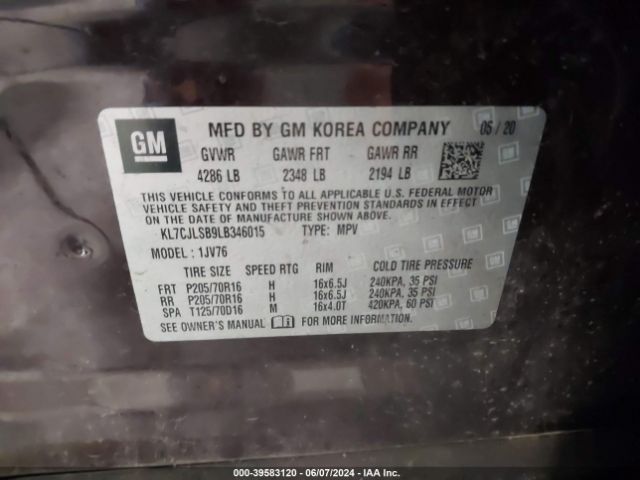 GM
MFD BY GM KOREA COMPANY 05 / 20
GVWR GAWR FRT GAWR RR
4286 LB 2348 LB 2194 LB
THIS VEHICLE CONFORMS TO ALL APPLICABLE U.S. FEDERAL MOTOR
VEHICLE SAFETY AND THEFT PREVENTION STANDARDS IN EFFECT ON
THE DATE OF MANUFACTURE SHOWN ABOVE.
KL7CJLSB9LB346015 TYPE: MPV
MODEL: 1JV76
TIRE SIZE SPEED RTG RIM COLD TIRE PRESSURE
FRT P205/70R16 H 16x6.5J 240KPA, 35 PSI
RR P205/70R16 H 16x6.5J 240KPA, 35 PSI
SPA T125/70D16 M 16x4.0T 420KPA, 60 PSI
SEE OWNER'S MANUAL FOR MORE INFORMATION.
000-39583120 - 06/07/2024 - IAA Inc.